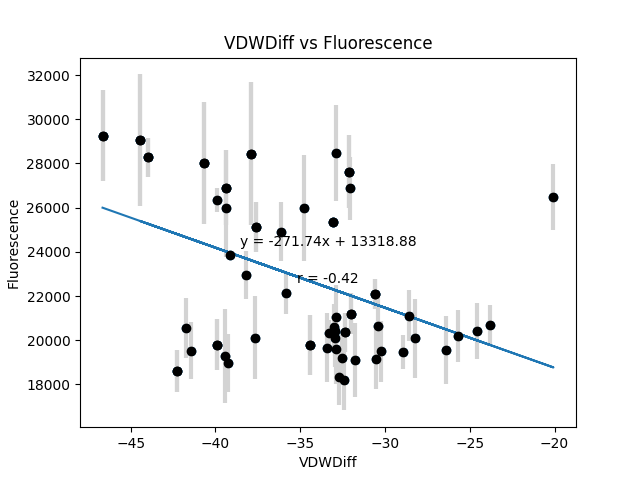 VDWDiff vs Fluorescence
32000
30000
28000
26000
24000
22000
20000
18000
Fluorescence
y = -271.74x + 13318.88
r = -0.42
−45
−40
−35
−30
−25
−20
VDWDiff